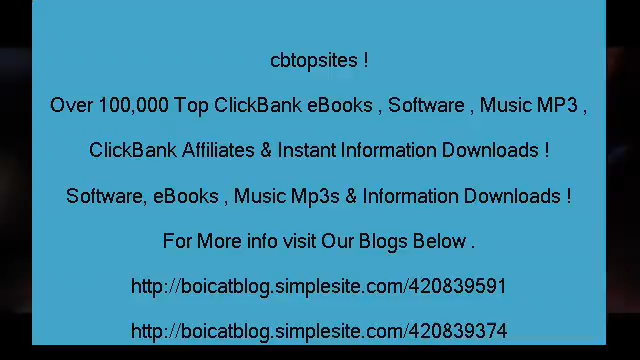 cbtopsites !
Over 100,000 Top ClickBank eBooks , Software , Music MP3 ,
ClickBank Affiliates & Instant Information Downloads !
Software, eBooks , Music Mp3s & Information Downloads !
For More info visit Our Blogs Below .
http://boicatblog.simplesite.com/420839591
http://boicatblog.simplesite.com/420839374